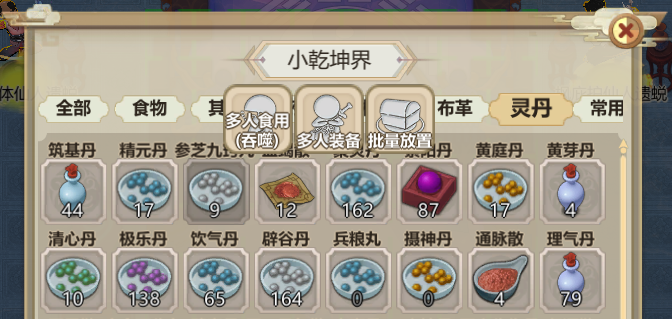 小乾坤界
全部 食物 其 布革 灵丹 常用
多人食用
(吞噬) 多人装备 批量放置
筑基丹 精元丹 参芝九 黄庭丹 黄芽丹
44 17 9 12 162 87 17 4
清心丹 极乐丹 饮气丹 辟谷丹 兵粮丸 摄神丹 通脉散 理气丹
10 138 65 164 0 0 4 79